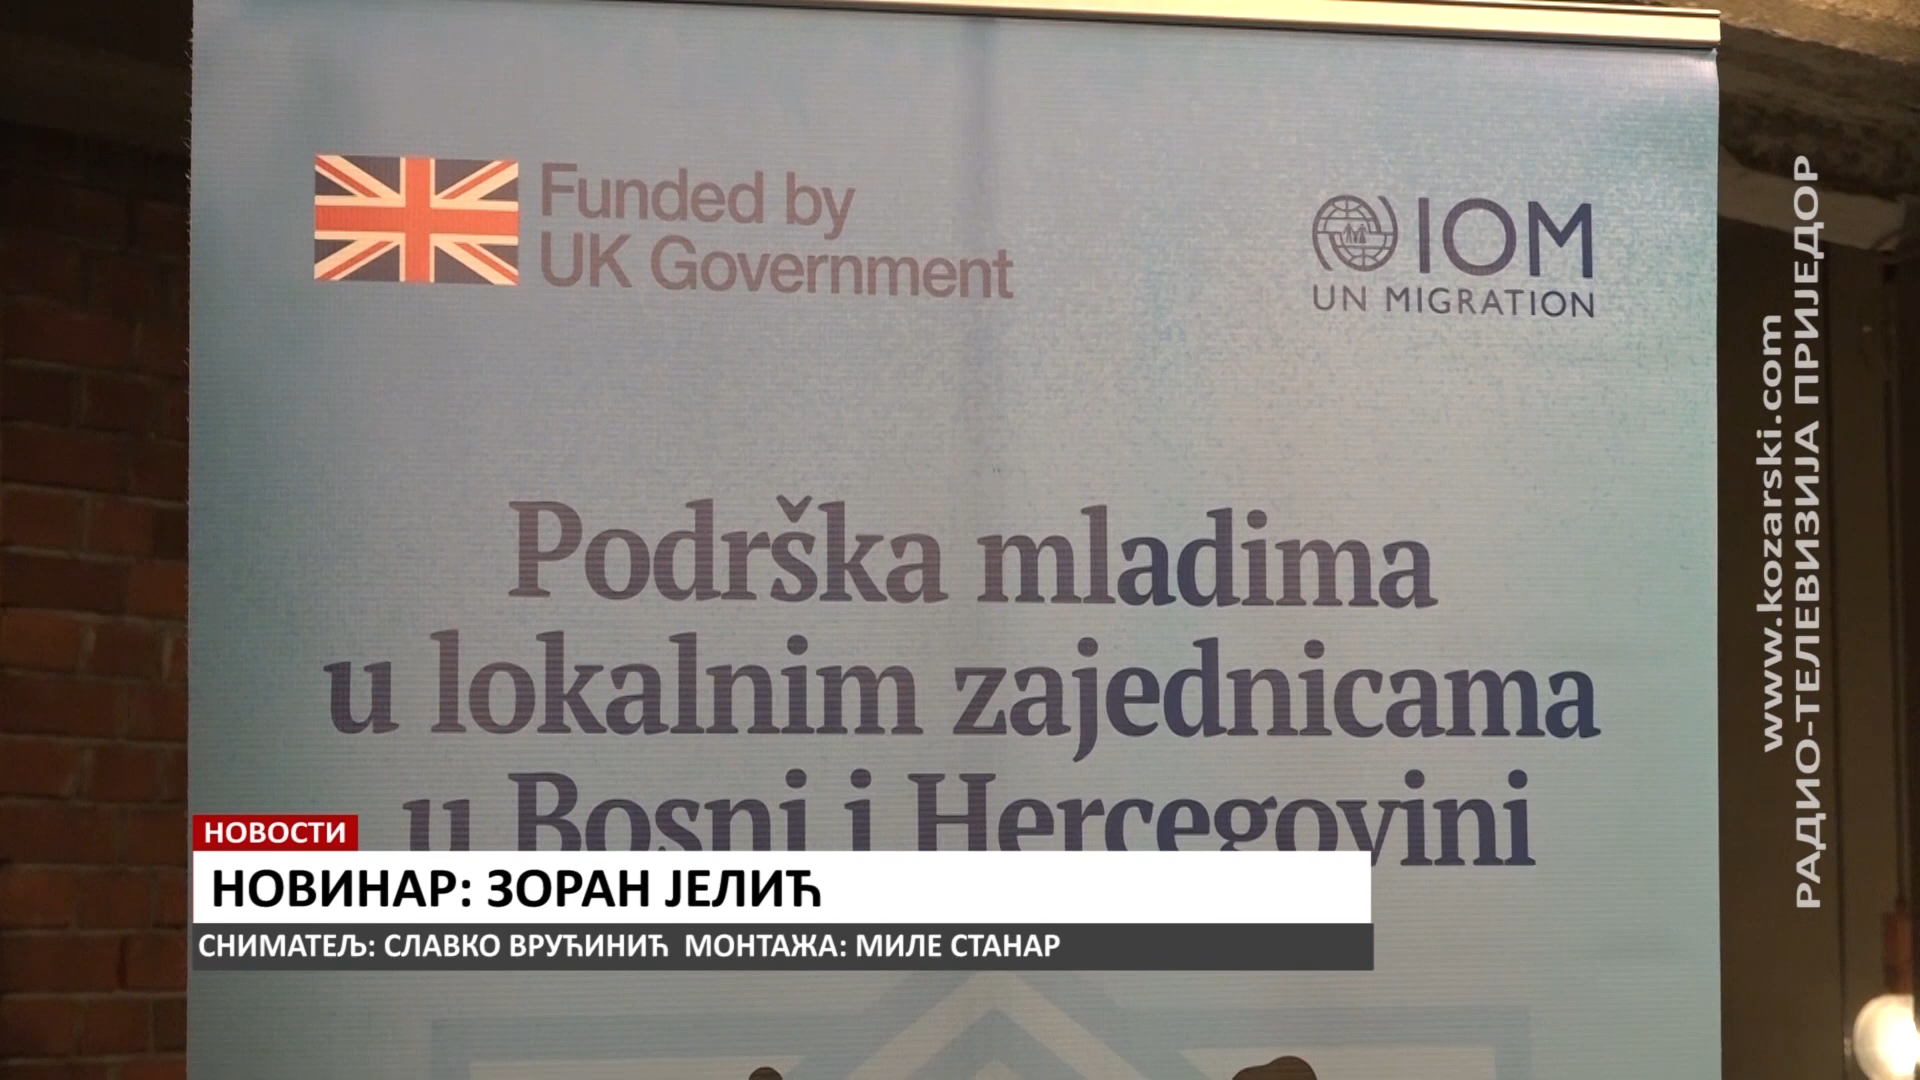 Funded by
UK Government
IOM
UN MIGRATION
Podrška mladima
u lokalnim zajednicama
u Bosni i Hercegovini
НОВОСТИ
НОВИНАР: ЗОРАН ЈЕЛИЋ
СНИМАТЕЉ: СЛАВКО ВРУЋИНИЋ МОНТАЖА: МИЛЕ СТАНАР
www.kozarski.com
РАДИО-ТЕЛЕВИЗИЈА ПРИЈЕДОР